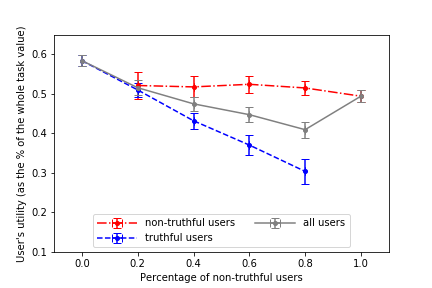 User's utility (as the % of the whole task value)
0.6
0.5
0.4
0.3
0.2
0.1
0.0 0.2 0.4 0.6 0.8 1.0
Percentage of non-truthful users
non-truthful users
truthful users
all users